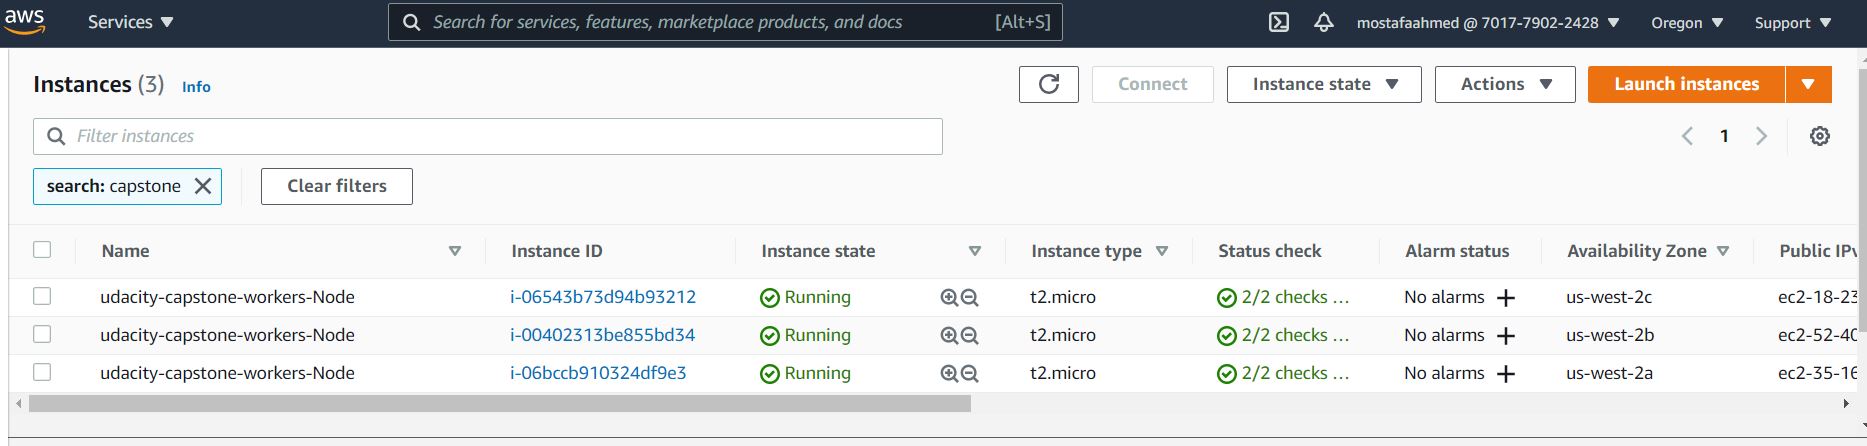 aws Services Search for services, features, marketplace products, and docs [Alt+S] mostafaahmed @ 7017-7902-2428 Oregon Support
Instances (3) Info Connect Instance state Actions Launch instances
Filter instances 1
search: capstone Clear filters
Name Instance ID Instance state Instance type Status check Alarm status Availability Zone Public IPv
udacity-capstone-workers-Node i-06543b73d94b93212 Running t2.micro 2/2 checks ... No alarms + us-west-2c ec2-18-23
udacity-capstone-workers-Node i-00402313be855bd34 Running t2.micro 2/2 checks ... No alarms + us-west-2b ec2-52-40
udacity-capstone-workers-Node i-06bccb910324df9e3 Running t2.micro 2/2 checks ... No alarms + us-west-2a ec2-35-16